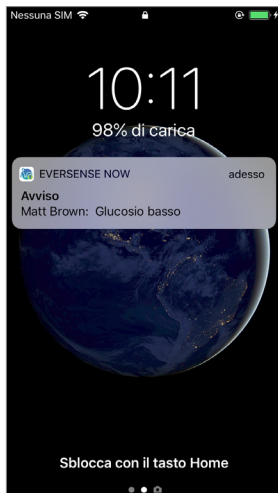 Nessuna SIM
10:11
98% di carica
EVERSENSE NOW adesso
Avviso
Matt Brown: Glucosio basso
Sblocca con il tasto Home